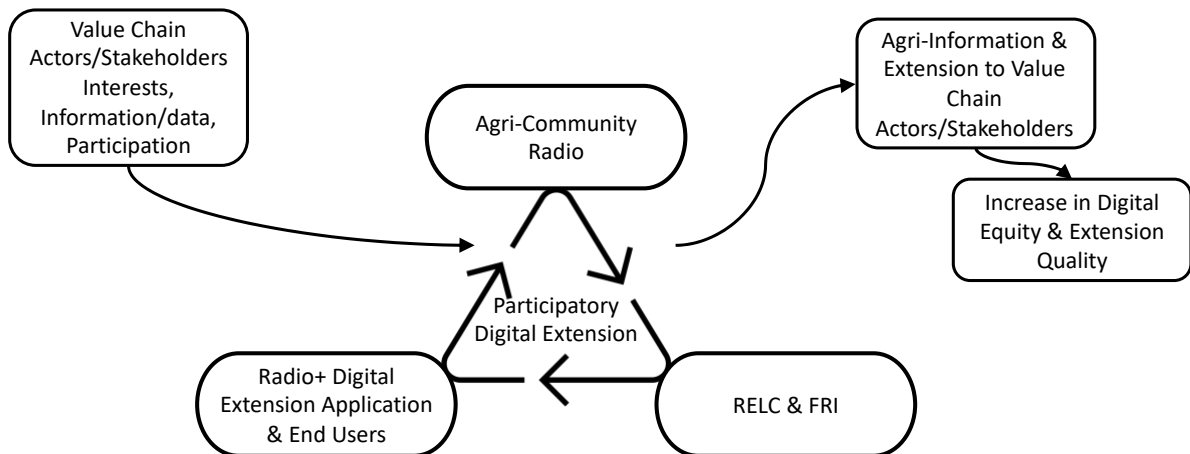 Value Chain
Actors/Stakeholders
Interests,
Information/data,
Participation
Agri-Community
Radio
Agri-Information &
Extension to Value
Chain
Actors/Stakeholders
Increase in Digital
Equity & Extension
Quality
Participatory
Digital Extension
Radio+ Digital
Extension Application
& End Users
RELC & FRI